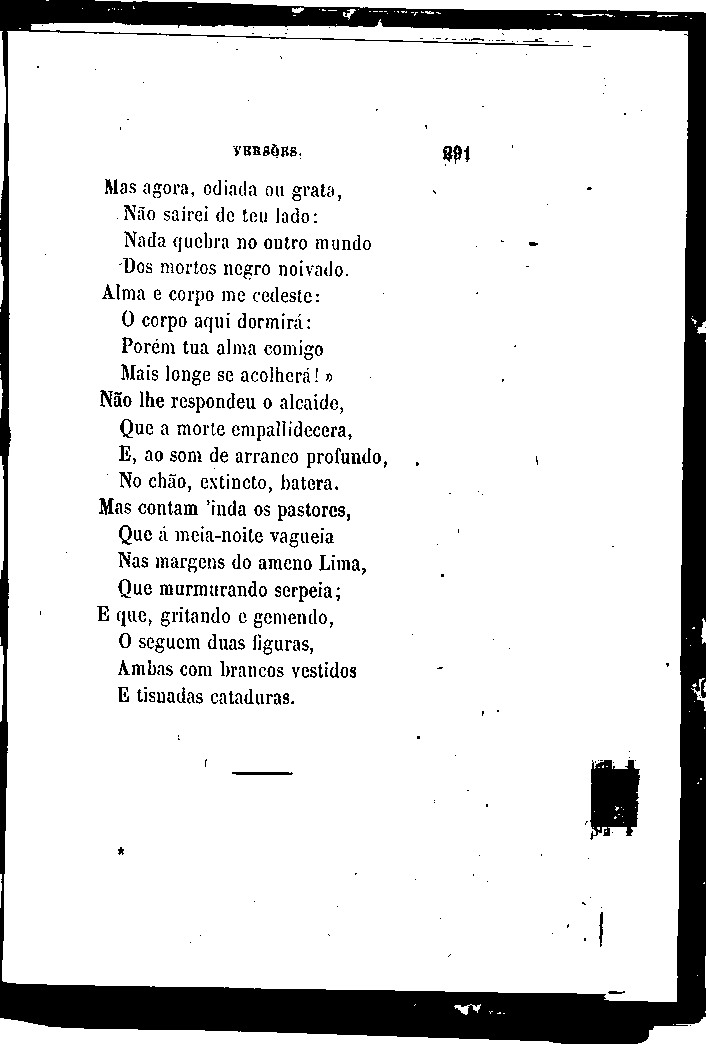 VERSÕES. 291
Mas agora, odiada ou grata,
Não sairei de teu lado:
Nada quebra no outro mundo
Dos mortos negro noivado.
Alma e corpo me cedeste:
O corpo aqui dormirá:
Porém tua alma comigo
Mais longe se acolherá! »
Não lhe respondeu o alcaide,
Que a morte empallidecera,
E, ao som de arranco profundo,
No chão, extincto, batera.
Mas contam 'inda os pastores,
Que á meia-noite vagueia
Nas margens do ameno Lima,
Que murmurando serpeia;
E que, gritando e gemendo,
O seguem duas figuras,
Ambas com brancos vestidos
E tisnadas cataduras.
*